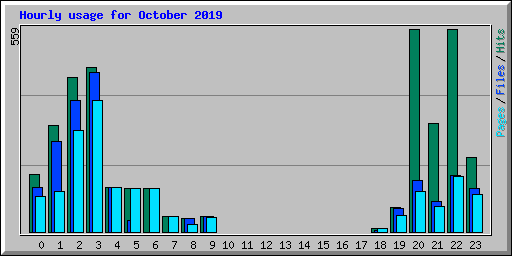 Hourly usage for October 2019
559
Pages/Files/Hits
0 1 2 3 4 5 6 7 8 9 10 11 12 13 14 15 16 17 18 19 20 21 22 23